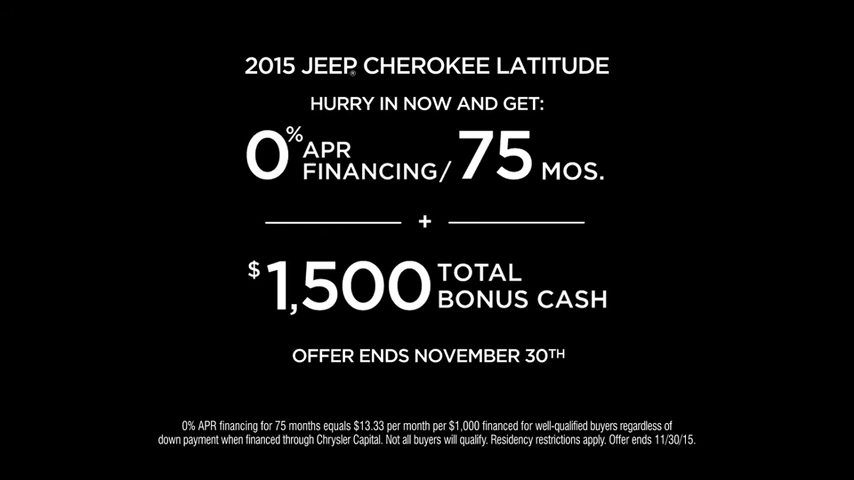 2015 JEEP® CHEROKEE LATITUDE
HURRY IN NOW AND GET:
0% APR FINANCING/ 75 MOS.
+
$1,500 TOTAL BONUS CASH
OFFER ENDS NOVEMBER 30TH
0% APR financing for 75 months equals $13.33 per month per $1,000 financed for well-qualified buyers regardless of
down payment when financed through Chrysler Capital. Not all buyers will qualify. Residency restrictions apply. Offer ends 11/30/15.